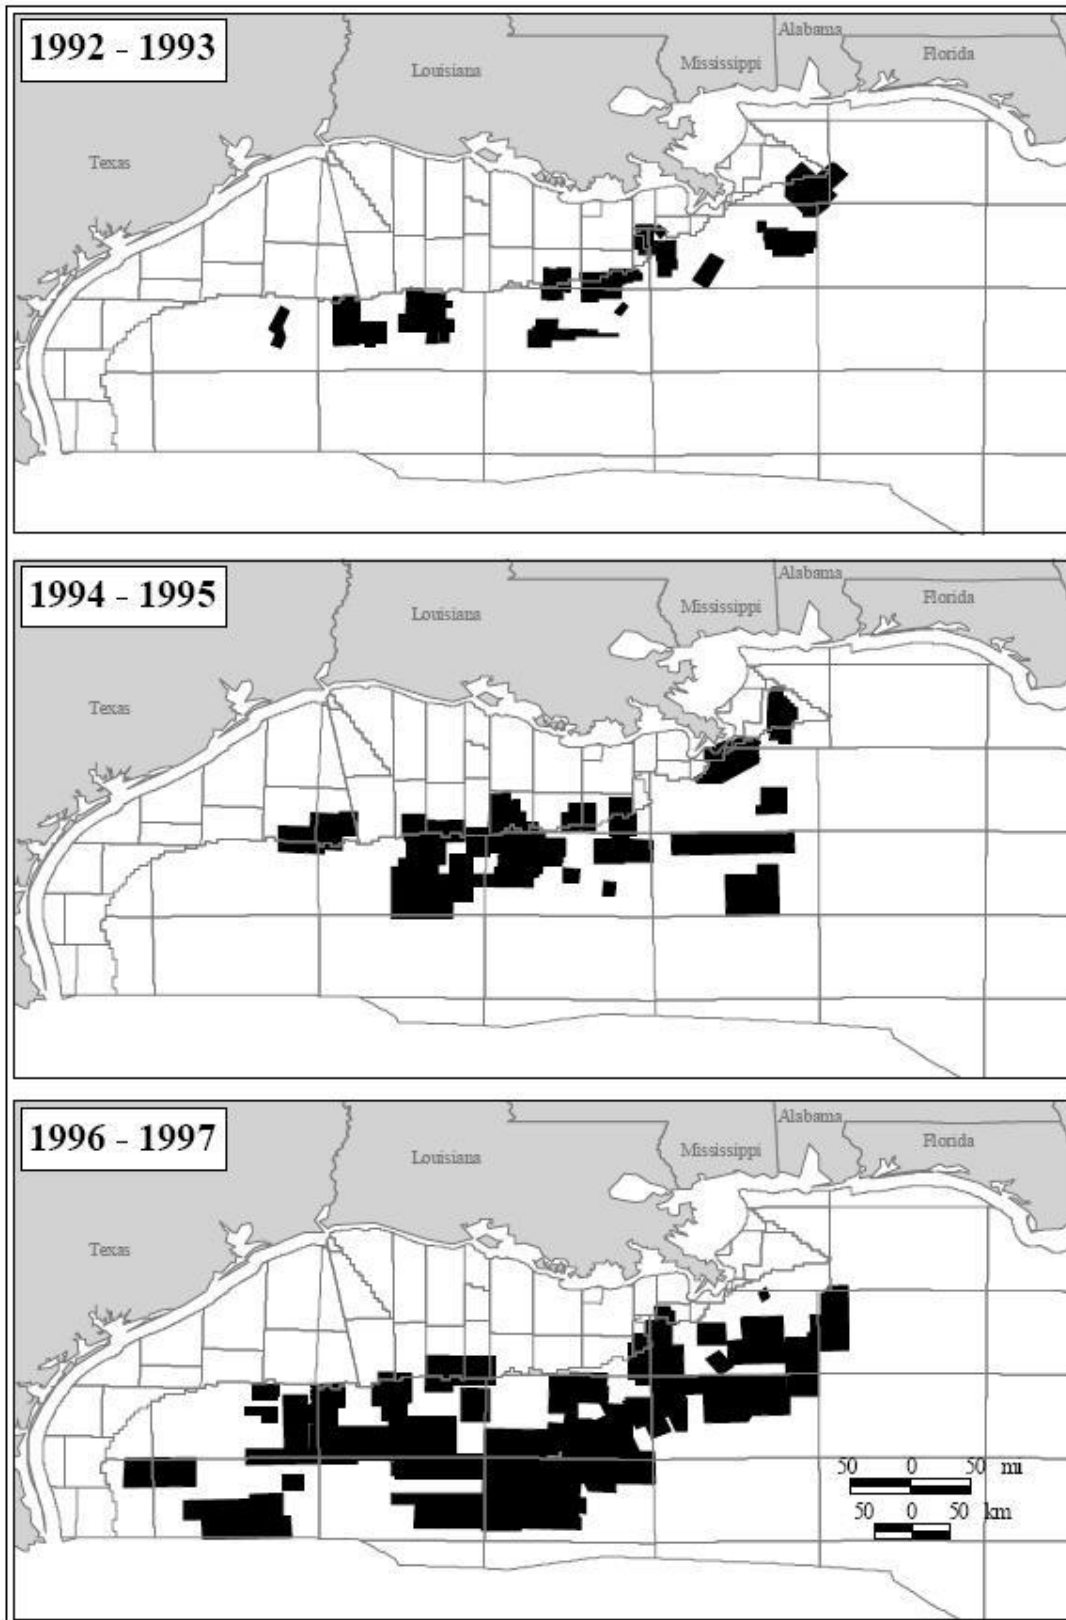 1992 - 1993
Alabama
Florida
Louisiana
Mississippi
Texas
1994 - 1995
Alabama
Florida
Louisiana
Mississippi
Texas
1996 - 1997
Alabama
Florida
Louisiana
Mississippi
Texas
50 0 50 mi
50 0 50 km